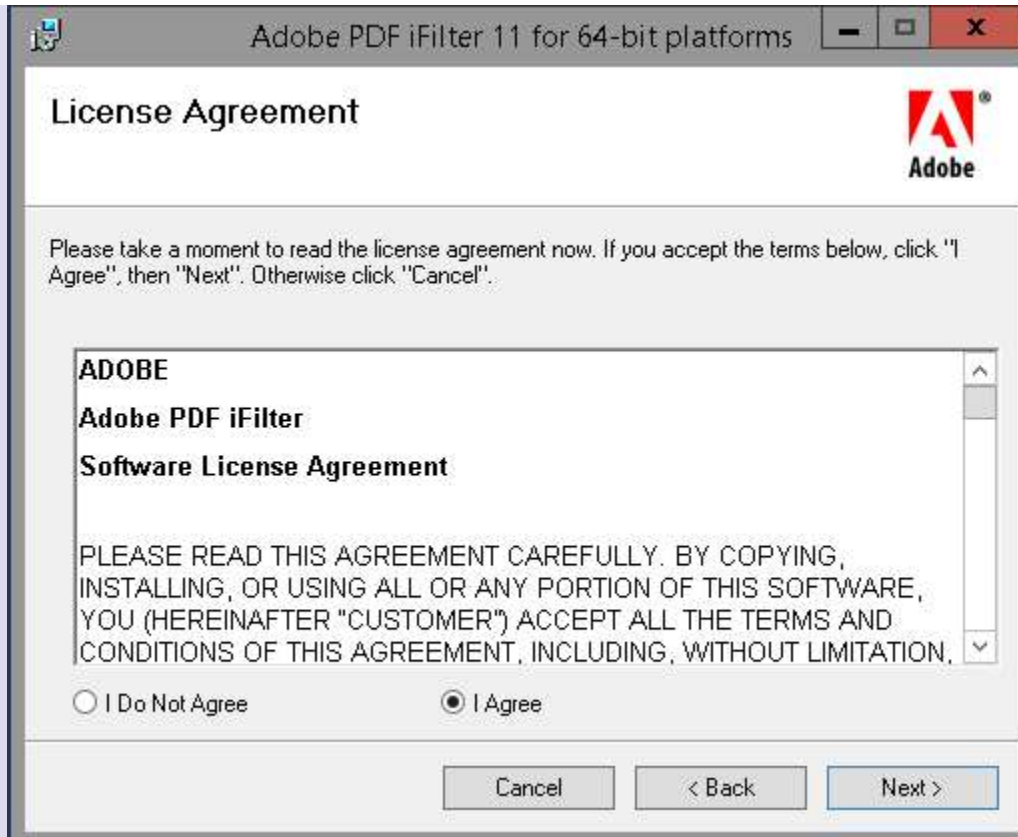 Adobe PDF iFilter 11 for 64-bit platforms
License Agreement
Adobe
Please take a moment to read the license agreement now. If you accept the terms below, click "I
Agree", then "Next". Otherwise click "Cancel".
ADOBE
Adobe PDF iFilter
Software License Agreement
PLEASE READ THIS AGREEMENT CAREFULLY. BY COPYING,
INSTALLING, OR USING ALL OR ANY PORTION OF THIS SOFTWARE,
YOU (HEREINAFTER "CUSTOMER") ACCEPT ALL THE TERMS AND
CONDITIONS OF THIS AGREEMENT, INCLUDING, WITHOUT LIMITATION,
I Do Not Agree
I Agree
Cancel
< Back
Next >